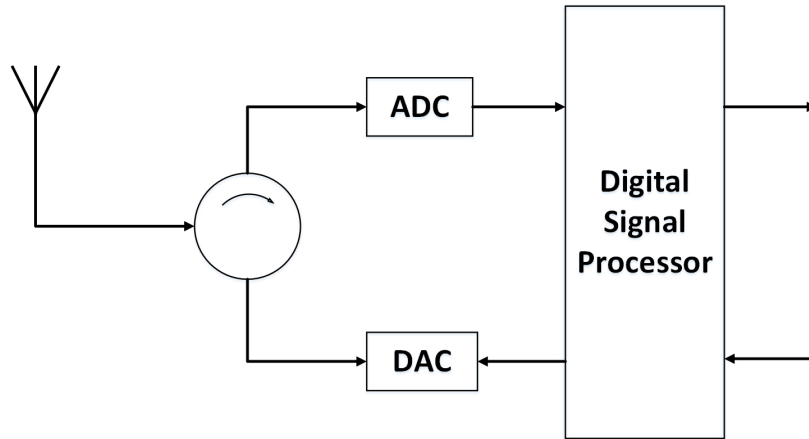 ADC
Digital
Signal
Processor
DAC